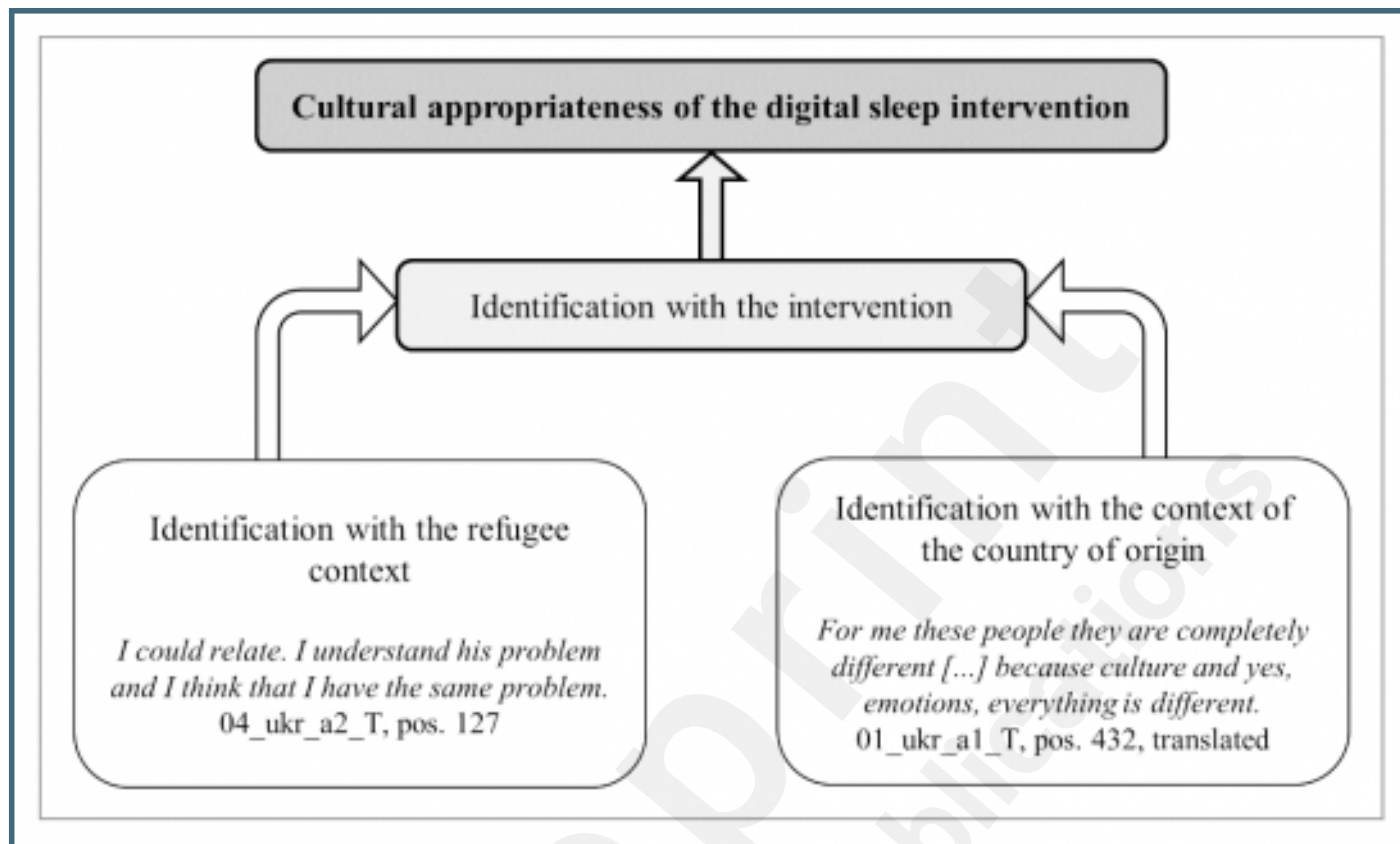 Cultural appropriateness of the digital sleep intervention
Identification with the intervention
Identification with the refugee
context
I could relate. I understand his problem
and I think that I have the same problem.
04_ukr_a2_T, pos. 127
Identification with the context of
the country of origin
For me these people they are completely
different [...] because culture and yes,
emotions, everything is different.
01_ukr_a1_T, pos. 432, translated